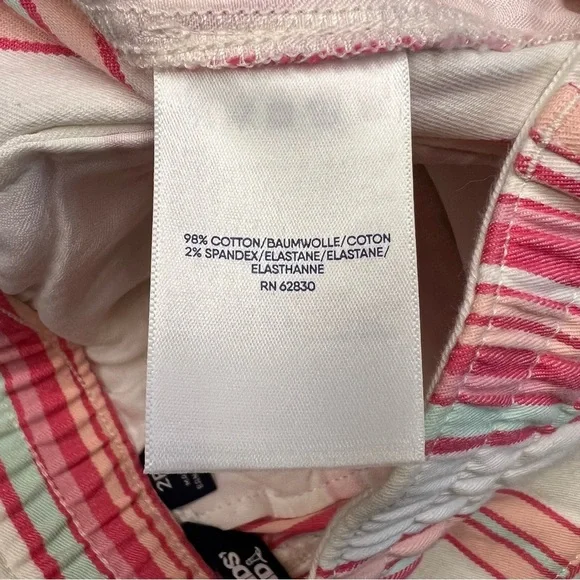 98% COTTON/BAUMWOLLE/COTON
2% SPANDEX/ELASTANE/ELASTANE/
ELASTHANNE
RN 62830